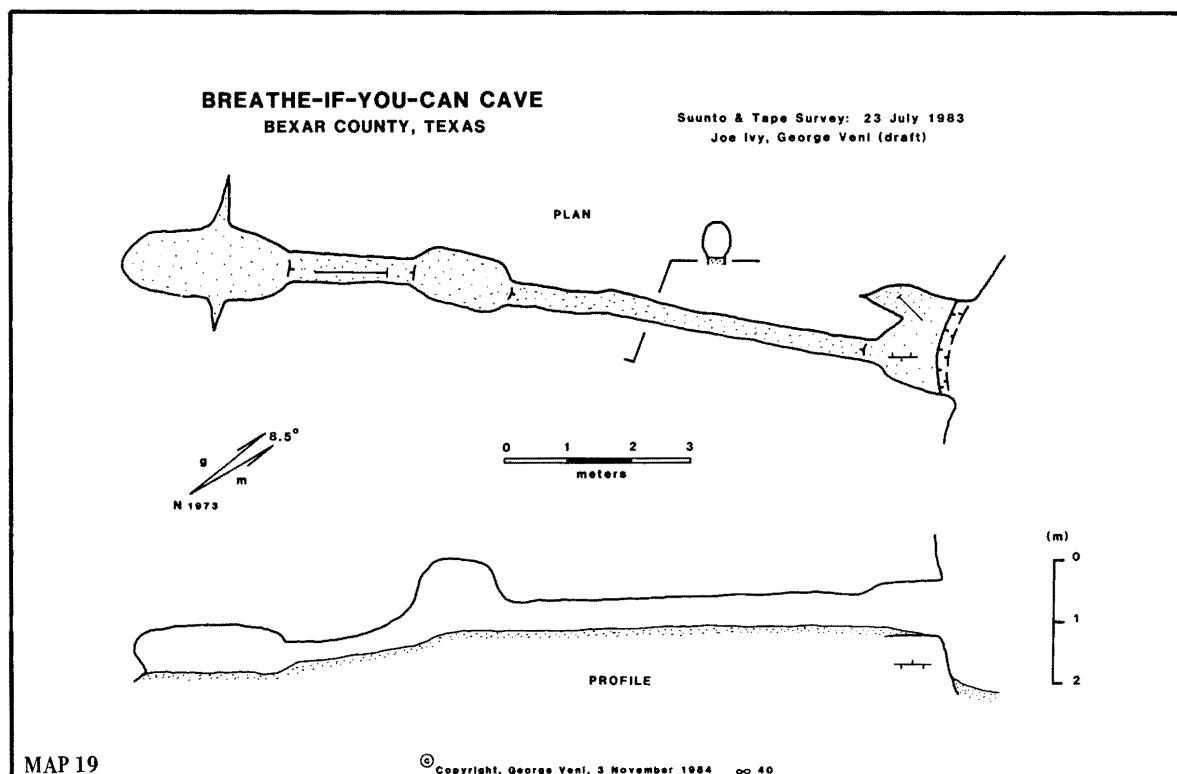 BREATHE-IF-YOU-CAN CAVE
BEXAR COUNTY, TEXAS
Suunto & Tape Survey: 23 July 1983
Joe Ivy, George Veni (draft)
PLAN
8.5°
g
m
N 1973
0 1 2 3
meters
(m)
0
1
2
PROFILE
MAP 19
© Copyright, George Veni, 3 November 1984 ∞ 40